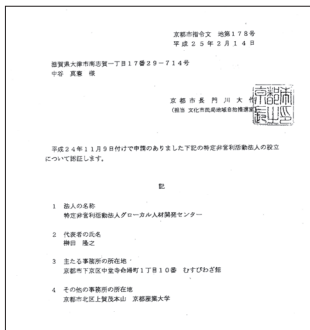 京都市指令文 地第178号
平成25年2月14日
滋賀県大津市南志賀一丁目17番29-714号
中谷 真憲 様
京都市長 門川大作
(担当 文化市民局地域自治推進室)
平成24年11月9日付けで申請のありました下記の特定非営利活動法人の設立
について認証します。
記
1 法人の名称
特定非営利活動法人グローカル人材開発センター
2 代表者の氏名
榊田 隆之
3 主たる事務所の所在地
京都市下京区中堂寺命婦町1丁目10番 むすびわざ館
4 その他の事務所の所在地
京都市北区上賀茂本山 京都産業大学